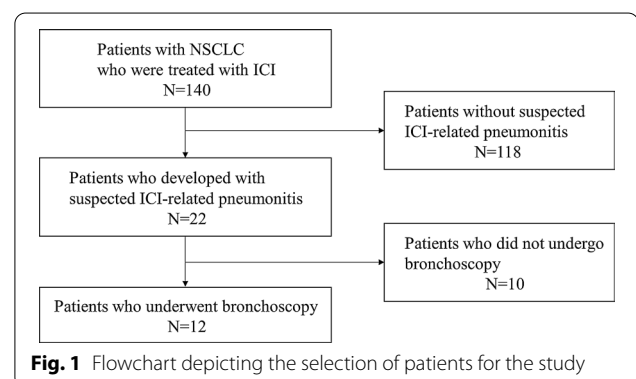 Patients with NSCLC
who were treated with ICI
N=140
Patients without suspected
ICI-related pneumonitis
N=118
Patients who developed with
suspected ICI-related pneumonitis
N=22
Patients who did not undergo
bronchoscopy
N=10
Patients who underwent bronchoscopy
N=12
Fig. 1 Flowchart depicting the selection of patients for the study